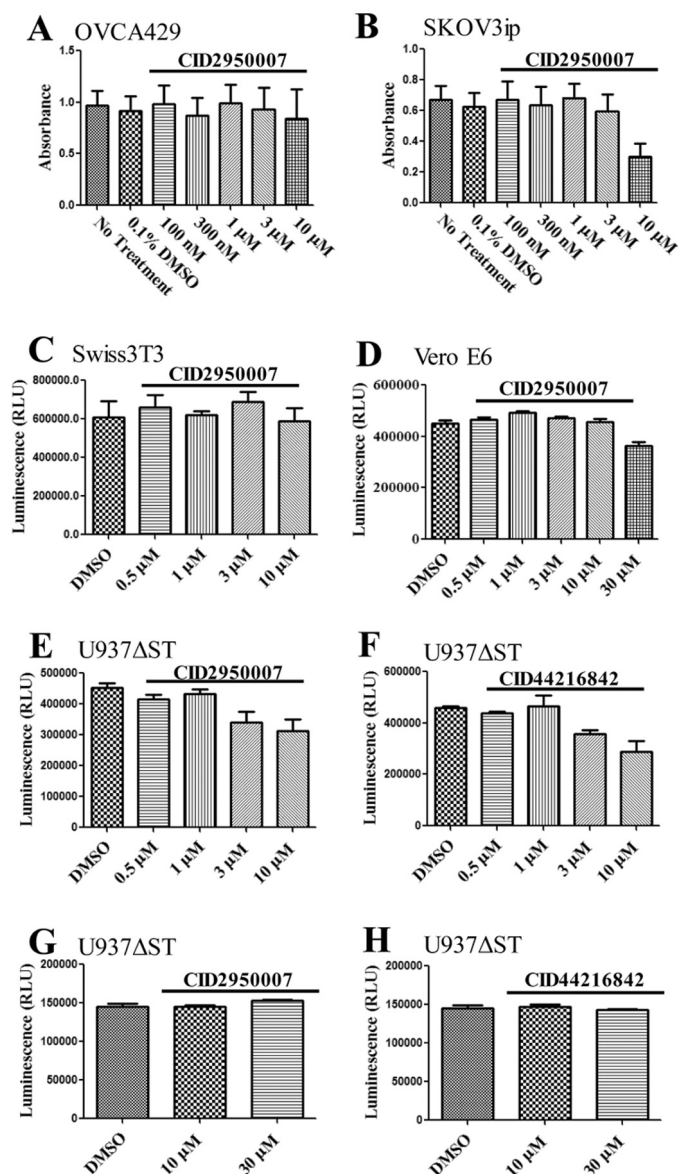 A OVCA429
CID2950007
Absorbance
1.5
1.0
0.5
0.0
No Treatment
0.1% DMSO
100 nM
300 nM
1 µM
3 µM
10 µM
B SKOV3ip
CID2950007
Absorbance
1.0
0.8
0.6
0.4
0.2
0.0
No Treatment
0.1% DMSO
100 nM
300 nM
1 µM
3 µM
10 µM
C Swiss3T3
CID2950007
Luminescence (RLU)
800000.0
600000.0
400000.0
200000.0
0.0
DMSO
0.5 µM
1 µM
3 µM
10 µM
D Vero E6
CID2950007
Luminescence (RLU)
600000
400000
200000
0
DMSO
0.5 µM
1 µM
3 µM
10 µM
30 µM
E U937ΔST
CID2950007
Luminescence (RLU)
500000
400000
300000
200000
100000
0
DMSO
0.5 µM
1 µM
3 µM
10 µM
F U937ΔST
CID44216842
Luminescence (RLU)
600000
400000
200000
0
DMSO
0.5 µM
1 µM
3 µM
10 µM
G U937ΔST
CID2950007
Luminescence (RLU)
200000
150000
100000
50000
0
DMSO
10 µM
30 µM
H U937ΔST
CID44216842
Luminescence (RLU)
200000
150000
100000
50000
0
DMSO
10 µM
30 µM